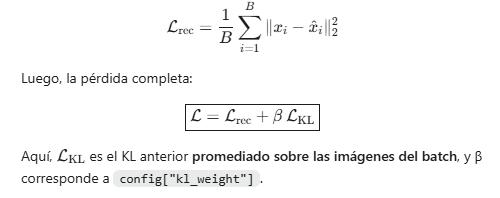 $$\mathcal{L}_{\text{rec}} = \frac{1}{B} \sum_{i=1}^{B} \|x_i - \hat{x}_i\|_2^2$$
Luego, la pérdida completa:
$$\boxed{\mathcal{L} = \mathcal{L}_{\text{rec}} + \beta \, \mathcal{L}_{\text{KL}}}$$
Aquí, $\mathcal{L}_{\text{KL}}$ es el KL anterior promediado sobre las imágenes del batch, y β
corresponde a config["kl_weight"] .